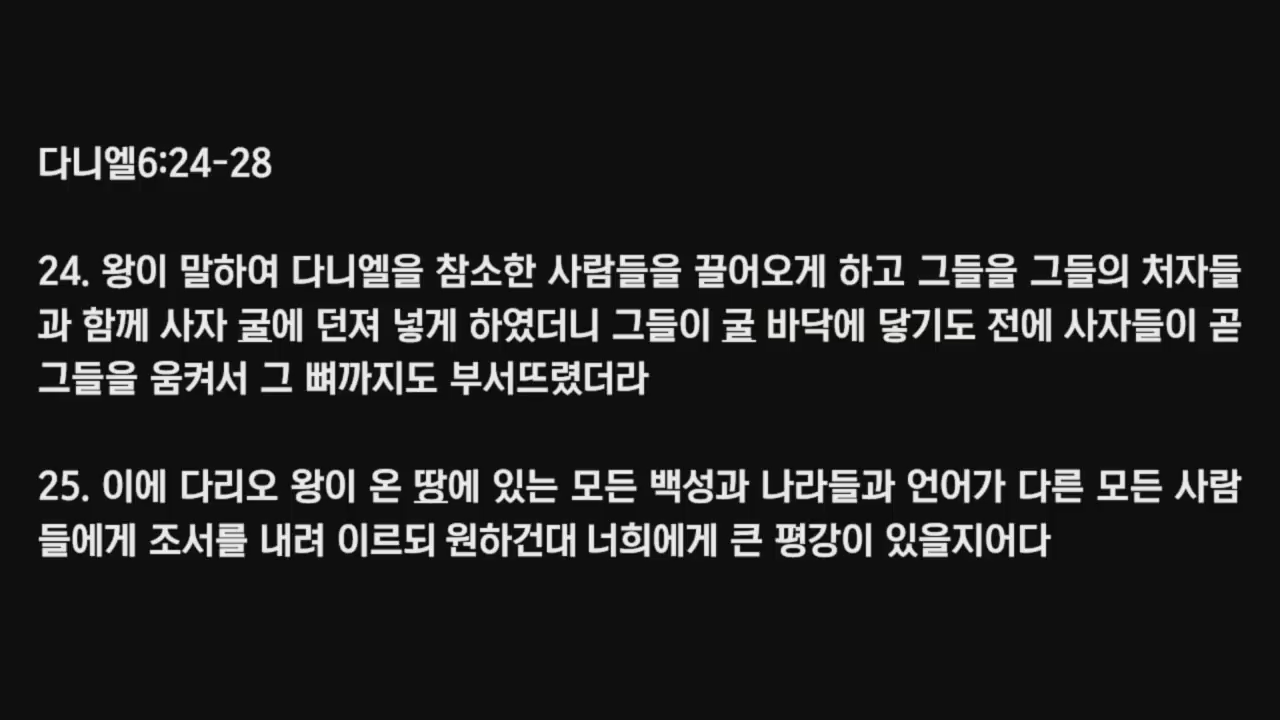 다니엘6:24-28
24. 왕이 말하여 다니엘을 참소한 사람들을 끌어오게 하고 그들을 그들의 처자들
과 함께 사자 굴에 던져 넣게 하였더니 그들이 굴 바닥에 닿기도 전에 사자들이 곧
그들을 움켜서 그 뼈까지도 부서뜨렸더라
25. 이에 다리오 왕이 온 땅에 있는 모든 백성과 나라들과 언어가 다른 모든 사람
들에게 조서를 내려 이르되 원하건대 너희에게 큰 평강이 있을지어다